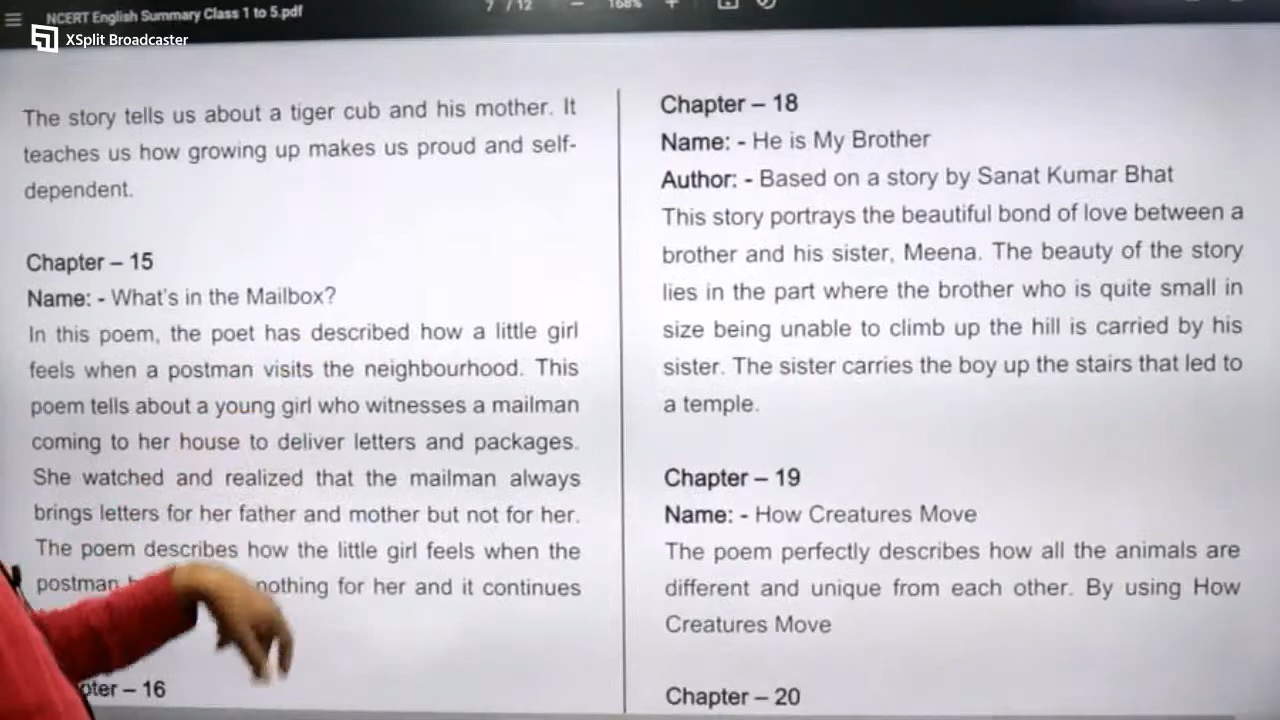 NCERT English Summary Class 1 to 5.pdf
7 / 12
168%
XSplit Broadcaster
The story tells us about a tiger cub and his mother. It
teaches us how growing up makes us proud and self-
dependent.
Chapter – 15
Name: - What's in the Mailbox?
In this poem, the poet has described how a little girl
feels when a postman visits the neighbourhood. This
poem tells about a young girl who witnesses a mailman
coming to her house to deliver letters and packages.
She watched and realized that the mailman always
brings letters for her father and mother but not for her.
The poem describes how the little girl feels when the
postman nothing for her and it continues
– 16
Chapter – 18
Name: - He is My Brother
Author: - Based on a story by Sanat Kumar Bhat
This story portrays the beautiful bond of love between a
brother and his sister, Meena. The beauty of the story
lies in the part where the brother who is quite small in
size being unable to climb up the hill is carried by his
sister. The sister carries the boy up the stairs that led to
a temple.
Chapter – 19
Name: - How Creatures Move
The poem perfectly describes how all the animals are
different and unique from each other. By using How
Creatures Move
Chapter – 20